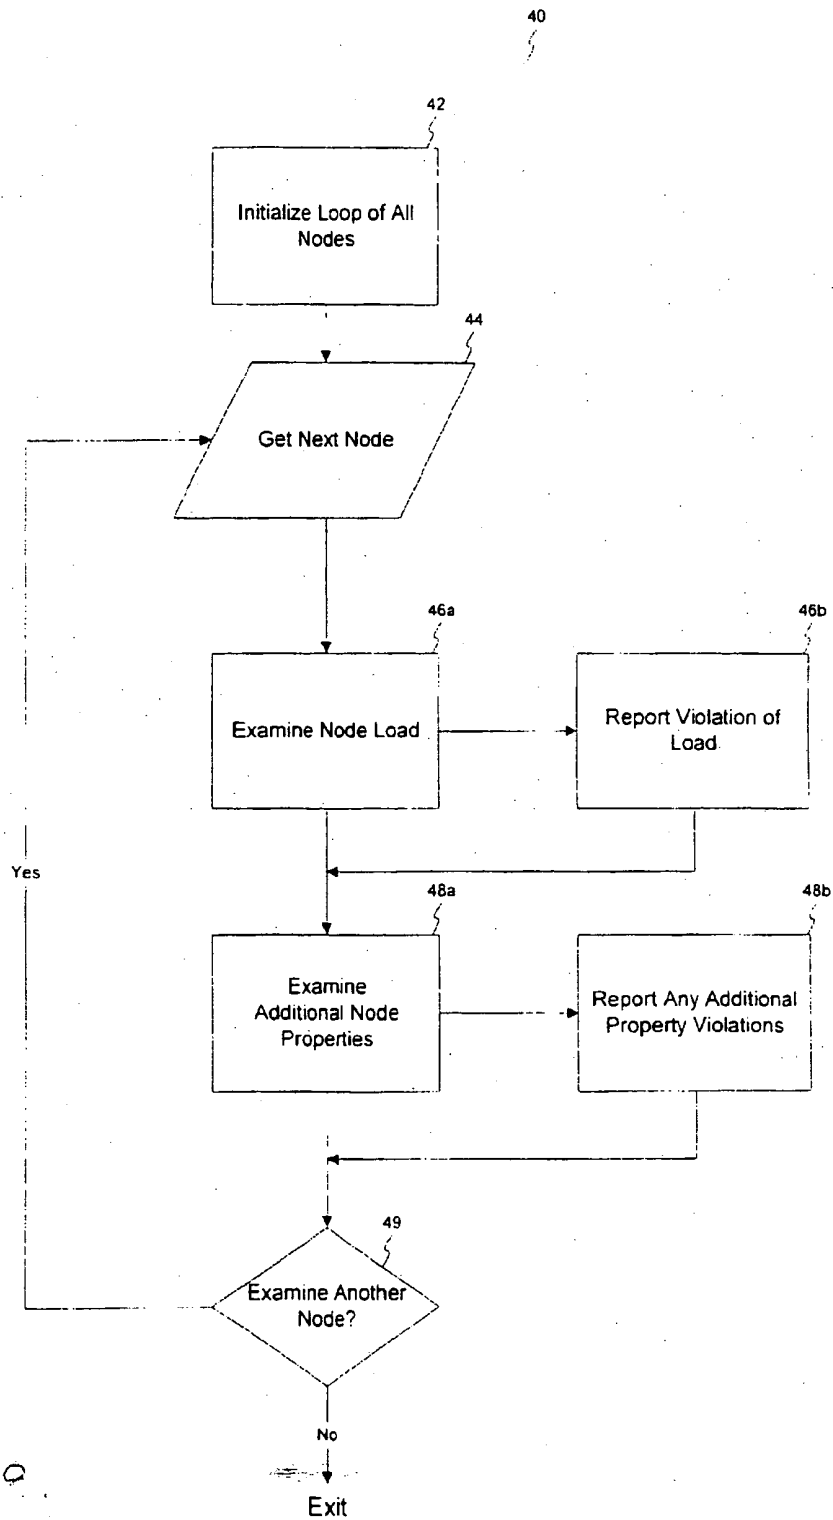 40
42
Initialize Loop of All
Nodes
44
Get Next Node
46a
Examine Node Load
46b
Report Violation of
Load
Yes
48a
Examine
Additional Node
Properties
48b
Report Any Additional
Property Violations
49
Examine Another
Node?
No
Exit